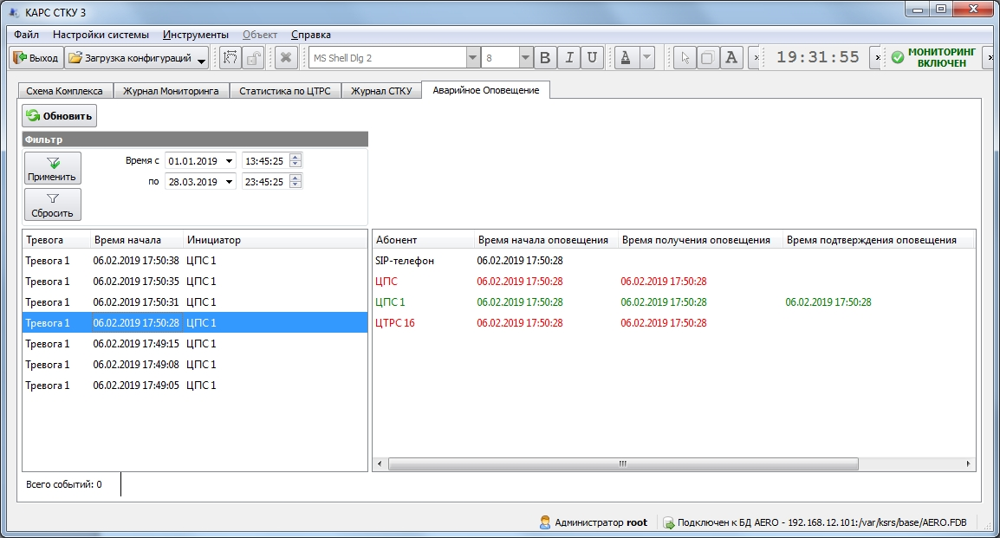 КАРС СТКУ 3
Файл Настройки системы Инструменты Объект Справка
Выход Загрузка конфигураций MS Shell Dlg 2 8 B I U A A 19:31:55 МОНИТОРИНГ ВКЛЮЧЕН
Схема Комплекса Журнал Мониторинга Статистика по ЦТРС Журнал СТКУ Аварийное Оповещение
Обновить
Фильтр
Применить Время с 01.01.2019 13:45:25
по 28.03.2019 23:45:25
Сбросить
Тревога Время начала Инициатор
Тревога 1 06.02.2019 17:50:38 ЦПС 1
Тревога 1 06.02.2019 17:50:35 ЦПС 1
Тревога 1 06.02.2019 17:50:31 ЦПС 1
Тревога 1 06.02.2019 17:50:28 ЦПС 1
Тревога 1 06.02.2019 17:49:15 ЦПС 1
Тревога 1 06.02.2019 17:49:08 ЦПС 1
Тревога 1 06.02.2019 17:49:05 ЦПС 1
Абонент Время начала оповещения Время получения оповещения Время подтверждения оповещения
SIP-телефон 06.02.2019 17:50:28
ЦПС 06.02.2019 17:50:28 06.02.2019 17:50:28
ЦПС 1 06.02.2019 17:50:28 06.02.2019 17:50:28 06.02.2019 17:50:28
ЦТРС 16 06.02.2019 17:50:28 06.02.2019 17:50:28
Всего событий: 0
Администратор root Подключен к БД AERO - 192.168.12.101:/var/ksrs/base/AERO.FDB